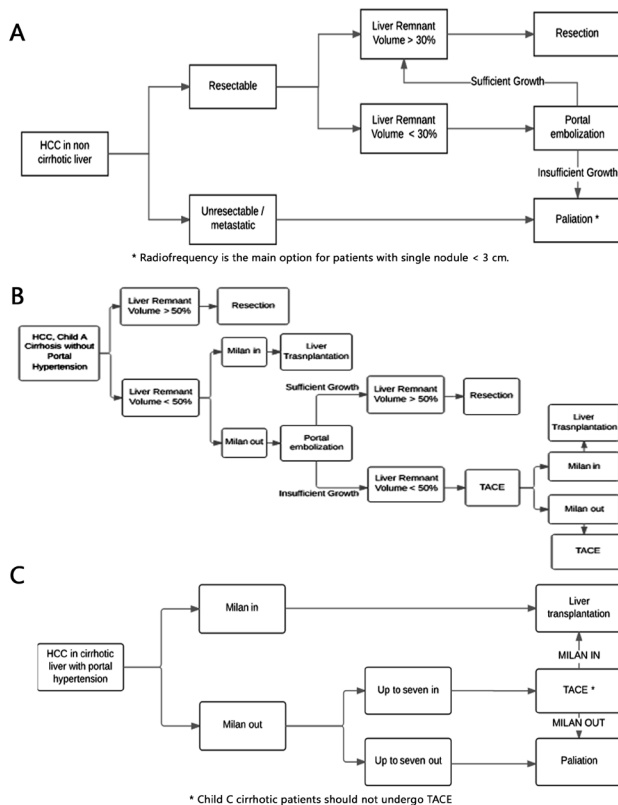 A
HCC in non
cirrhotic liver
Resectable
Unresectable /
metastatic
Liver Remnant
Volume > 30%
Liver Remnant
Volume < 30%
Resection
Sufficient Growth
Portal
embolization
Insufficient Growth
Paliation *
* Radiofrequency is the main option for patients with single nodule < 3 cm.
B
HCC, Child A
Cirrhosis without
Portal
Hypertension
Liver Remnant
Volume > 50%
Resection
Liver Remnant
Volume < 50%
Milan in
Liver
Trasnplantation
Milan out
Portal
embolization
Sufficient Growth
Liver Remnant
Volume > 50%
Resection
Insufficient Growth
Liver Remnant
Volume < 50%
TACE
Liver
Trasnplantation
Milan in
Milan out
TACE
C
HCC in cirrhotic
liver with portal
hypertension
Milan in
Liver
transplantation
MILAN IN
Milan out
Up to seven in
TACE *
MILAN OUT
Up to seven out
Paliation
* Child C cirrhotic patients should not undergo TACE